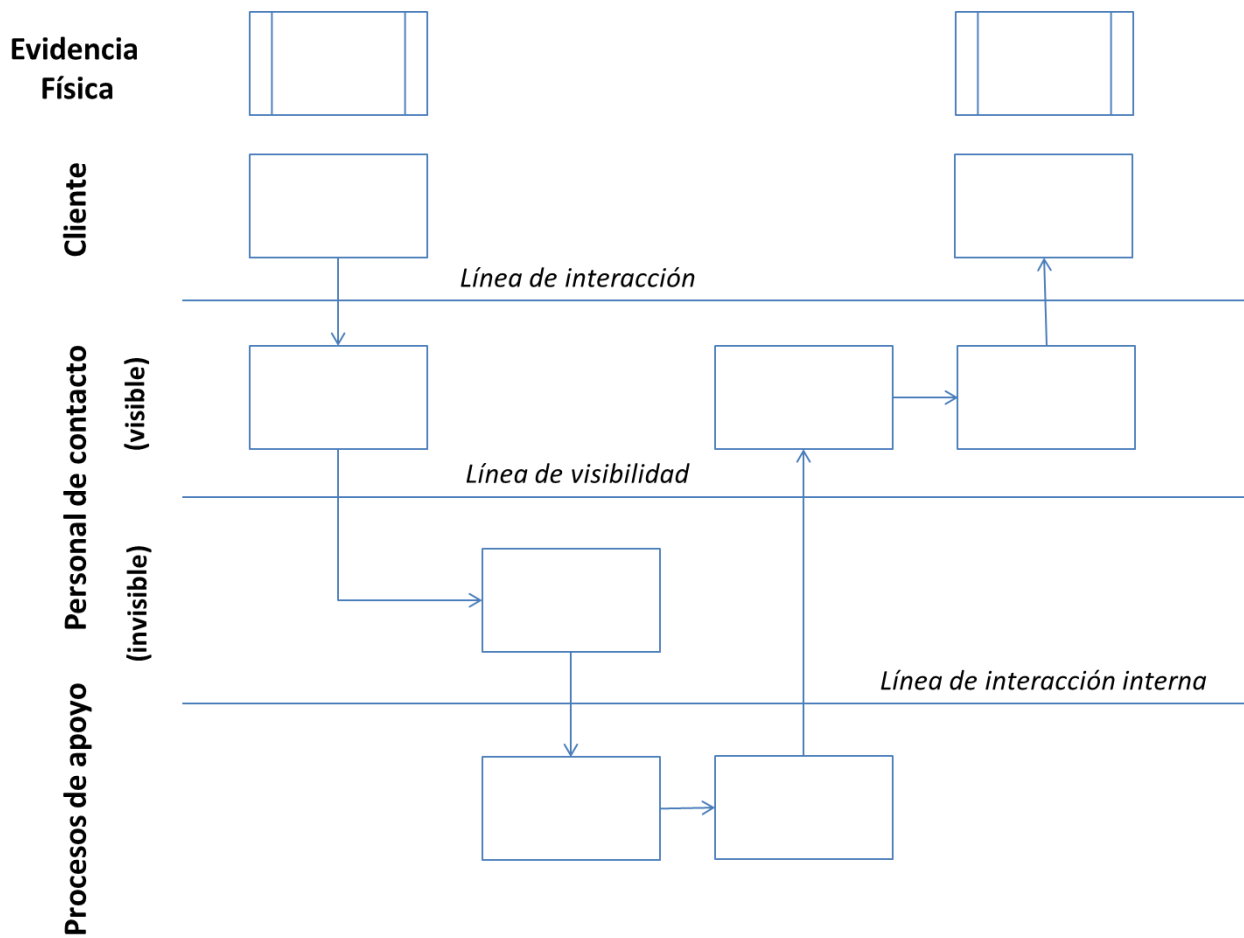 Evidencia
Física
Cliente
Línea de interacción
Personal de contacto
(visible)
Línea de visibilidad
(invisible)
Línea de interacción interna
Procesos de apoyo